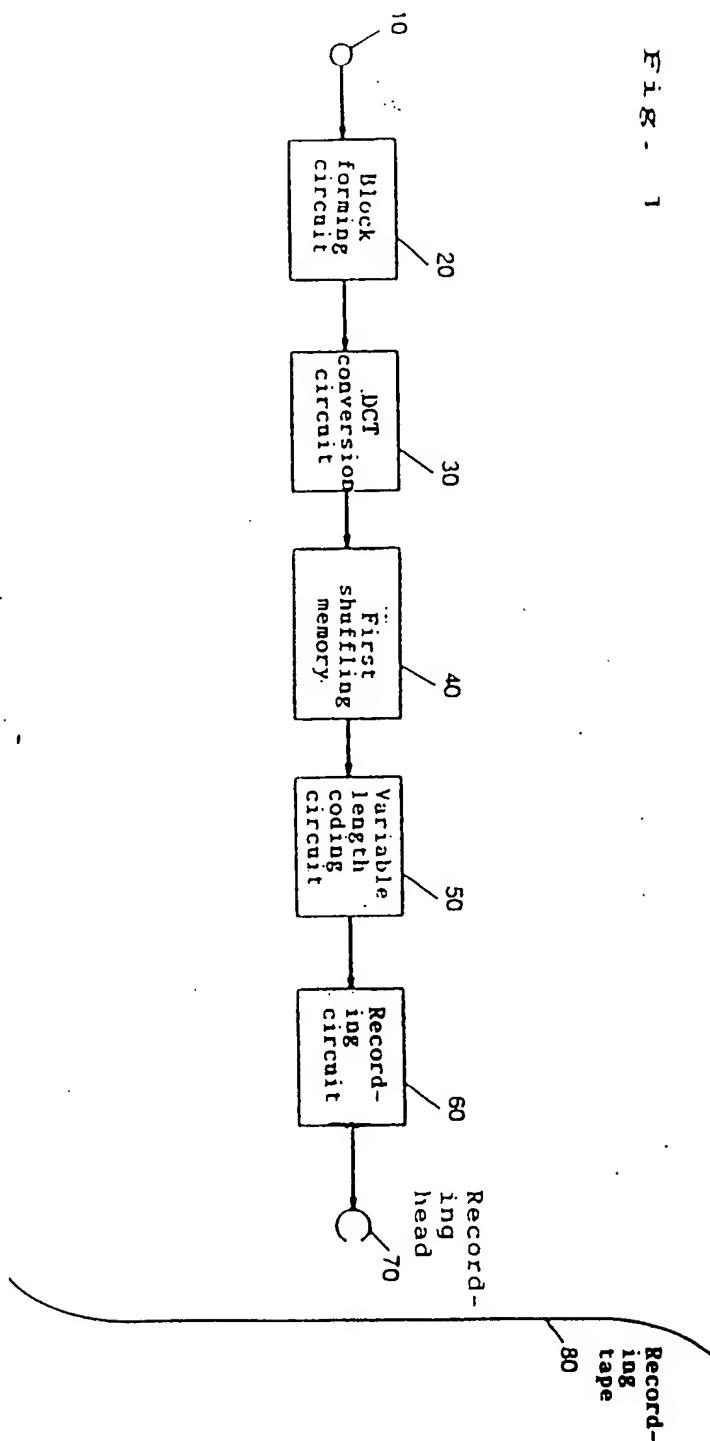 Fig. 1
10
Block
forming
circuit
20
DCT
conversion
circuit
30
First
shuffling
memory
40
Variable
length
coding
circuit
50
Record-
ing
circuit
60
Record-
ing
head
70
Record-
ing
tape
80